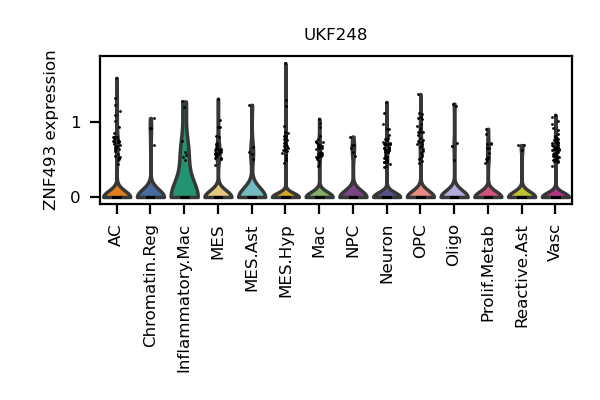 UKF248
ZNF493 expression
1
0
AC
Chromatin.Reg
Inflammatory.Mac
MES
MES.Ast
MES.Hyp
Mac
NPC
Neuron
OPC
Oligo
Prolif.Metab
Reactive.Ast
Vasc